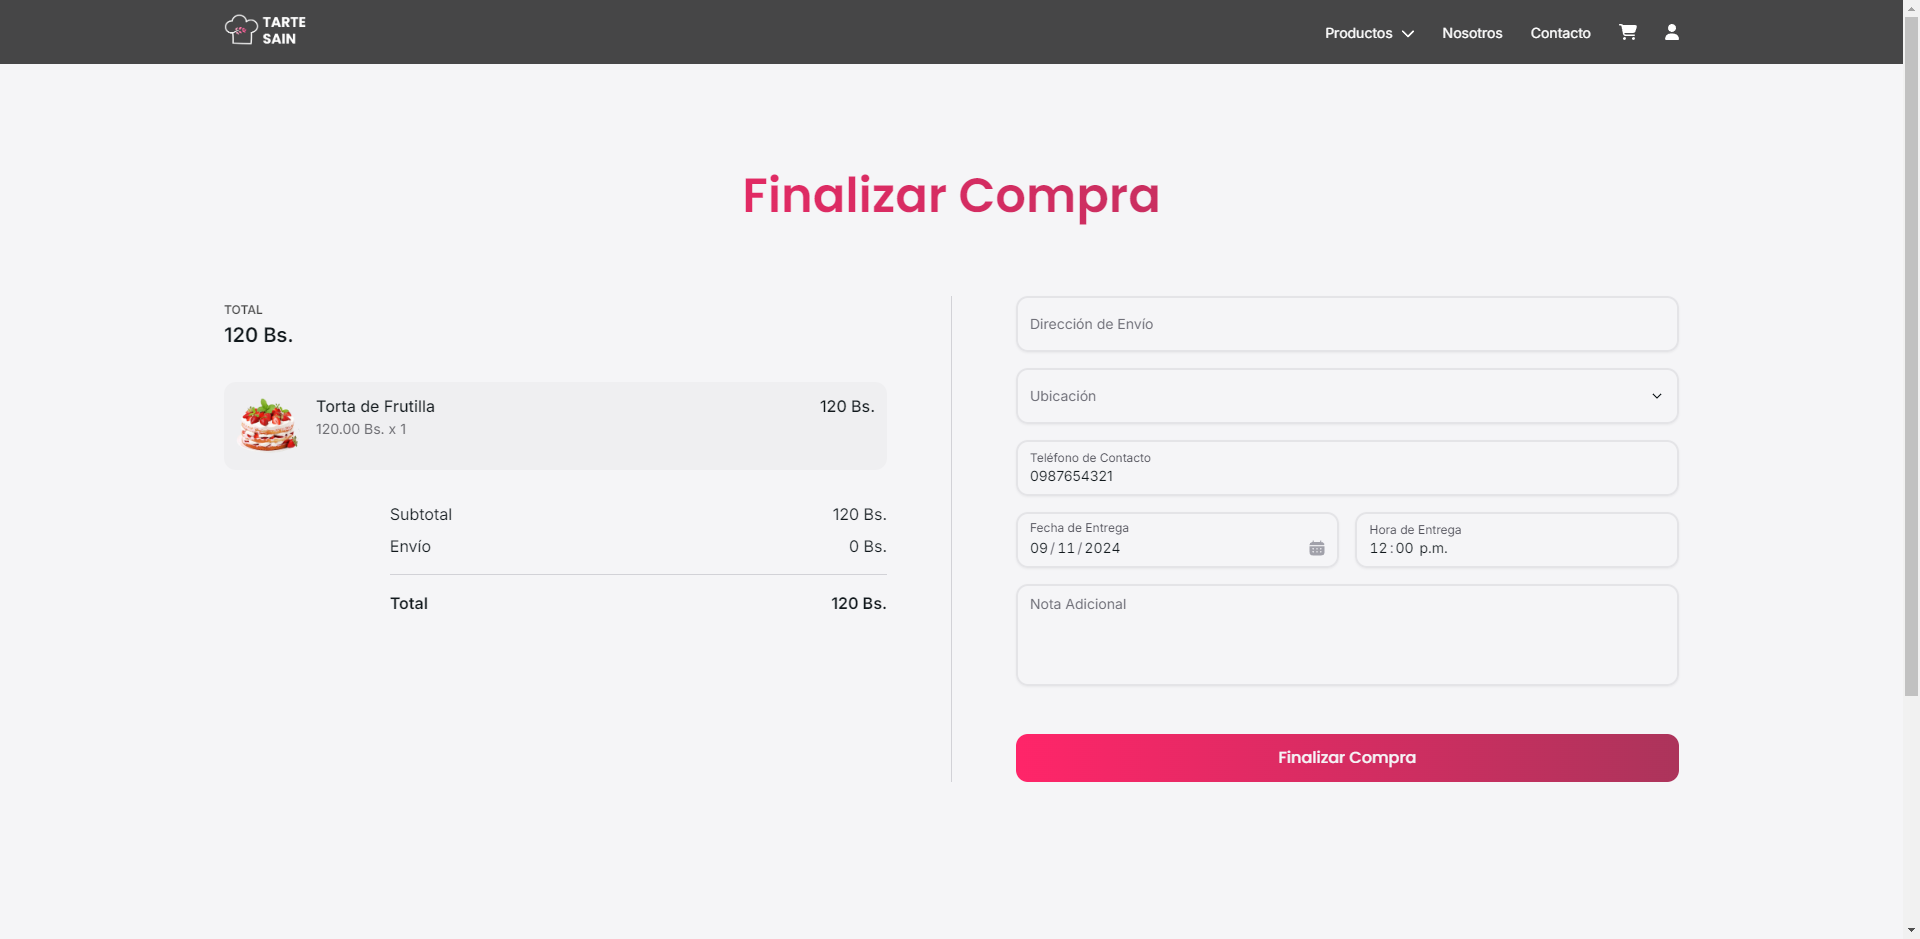 TARTE
SAIN
Productos
Nosotros
Contacto
Finalizar Compra
TOTAL
120 Bs.
Torta de Frutilla
120 Bs.
120.00 Bs. x 1
Subtotal
120 Bs.
Envío
0 Bs.
Total
120 Bs.
Dirección de Envío
Ubicación
Teléfono de Contacto
0987654321
Fecha de Entrega
09/11/2024
Hora de Entrega
12:00 p.m.
Nota Adicional
Finalizar Compra